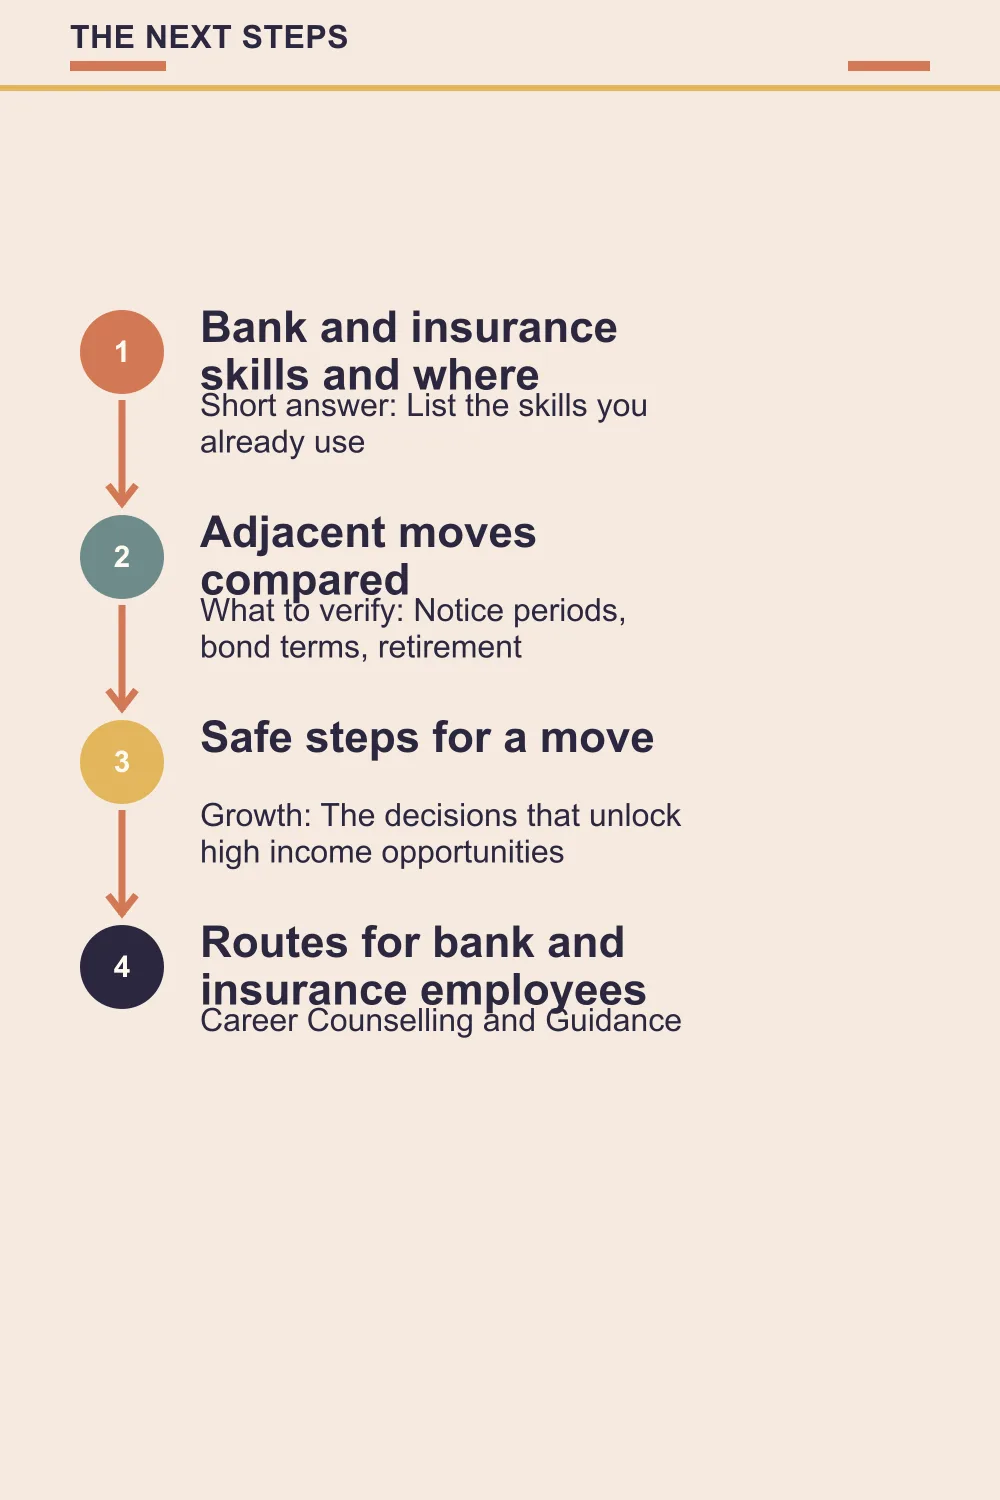 THE NEXT STEPS
1
Bank and insurance
skills and where
Short answer: List the skills you
already use
2
Adjacent moves
compared
What to verify: Notice periods,
bond terms, retirement
3
Safe steps for a move
Growth: The decisions that unlock
high income opportunities
4
Routes for bank and
insurance employees
Career Counselling and Guidance